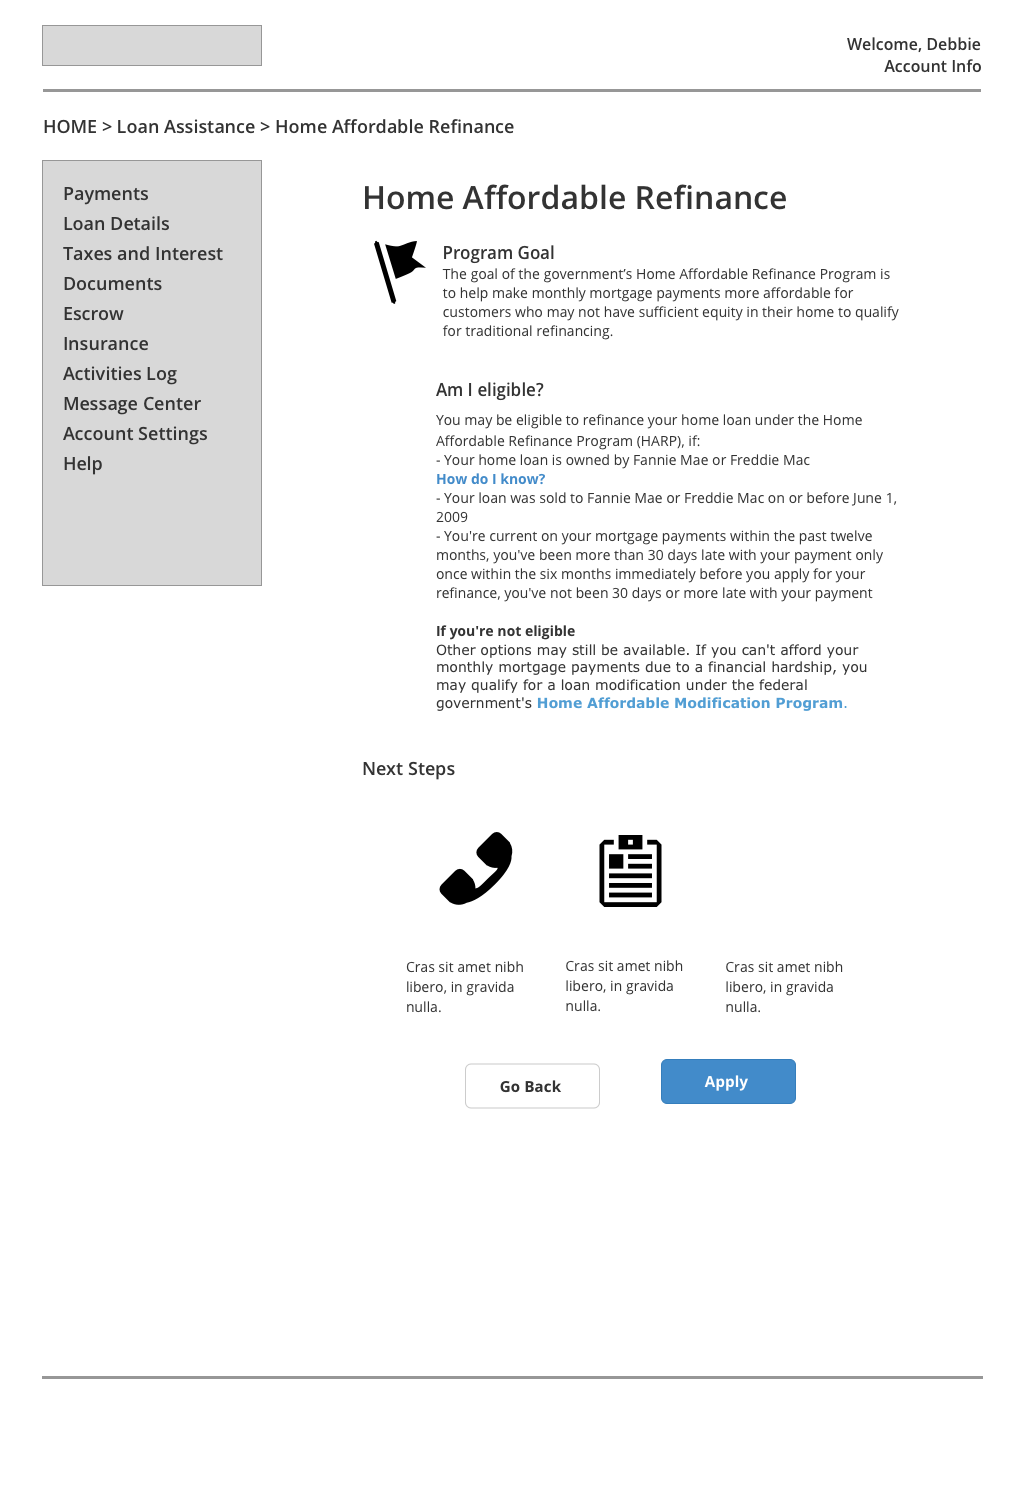 Welcome, Debbie
Account Info
HOME > Loan Assistance > Home Affordable Refinance
Payments
Loan Details
Taxes and Interest
Documents
Escrow
Insurance
Activities Log
Message Center
Account Settings
Help
Home Affordable Refinance
Program Goal
The goal of the government’s Home Affordable Refinance Program is
to help make monthly mortgage payments more affordable for
customers who may not have sufficient equity in their home to qualify
for traditional refinancing.
Am I eligible?
You may be eligible to refinance your home loan under the Home
Affordable Refinance Program (HARP), if:
- Your home loan is owned by Fannie Mae or Freddie Mac
How do I know?
- Your loan was sold to Fannie Mae or Freddie Mac on or before June 1,
2009
- You're current on your mortgage payments within the past twelve
months, you've been more than 30 days late with your payment only
once within the six months immediately before you apply for your
refinance, you've not been 30 days or more late with your payment
If you're not eligible
Other options may still be available. If you can't afford your
monthly mortgage payments due to a financial hardship, you
may qualify for a loan modification under the federal
government's Home Affordable Modification Program.
Next Steps
Cras sit amet nibh
libero, in gravida
nulla.
Cras sit amet nibh
libero, in gravida
nulla.
Cras sit amet nibh
libero, in gravida
nulla.
Go Back
Apply